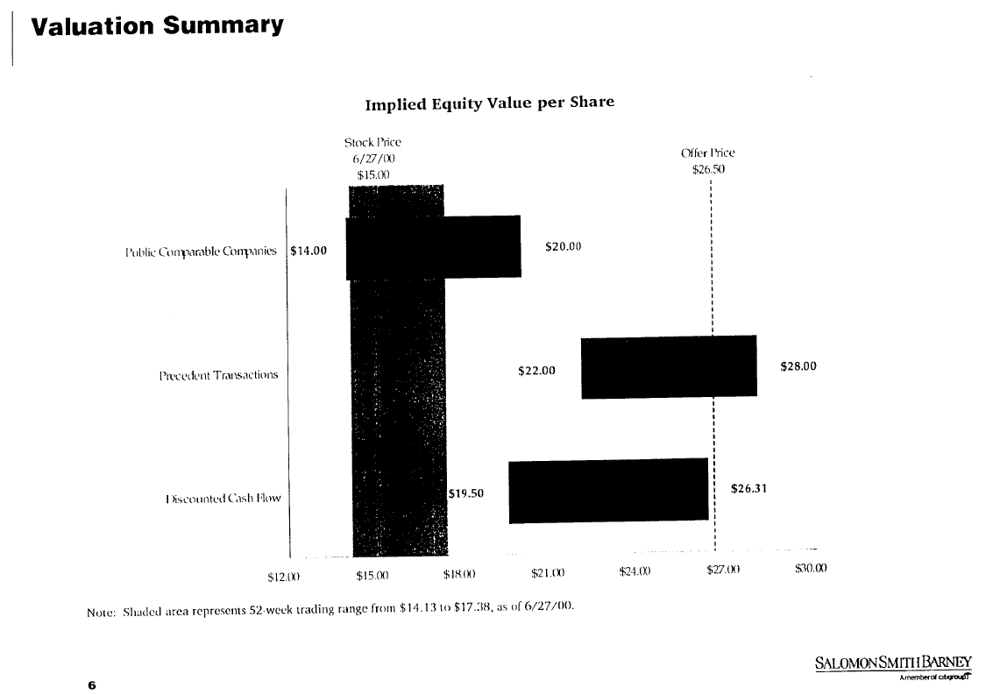 Valuation Summary
Implied Equity Value per Share
Stock Price
6/27/00
$15.00
Offer Price
$26.50
Public Comparable Companies
$14.00
$20.00
Precedent Transactions
$22.00
$28.00
Discounted Cash Flow
$19.50
$26.31
$12.00 $15.00 $18.00 $21.00 $24.00 $27.00 $30.00
Note: Shaded area represents 52-week trading range from $14.13 to $17.38, as of 6/27/00.
SALOMON SMITH BARNEY
A member of citigroup
6